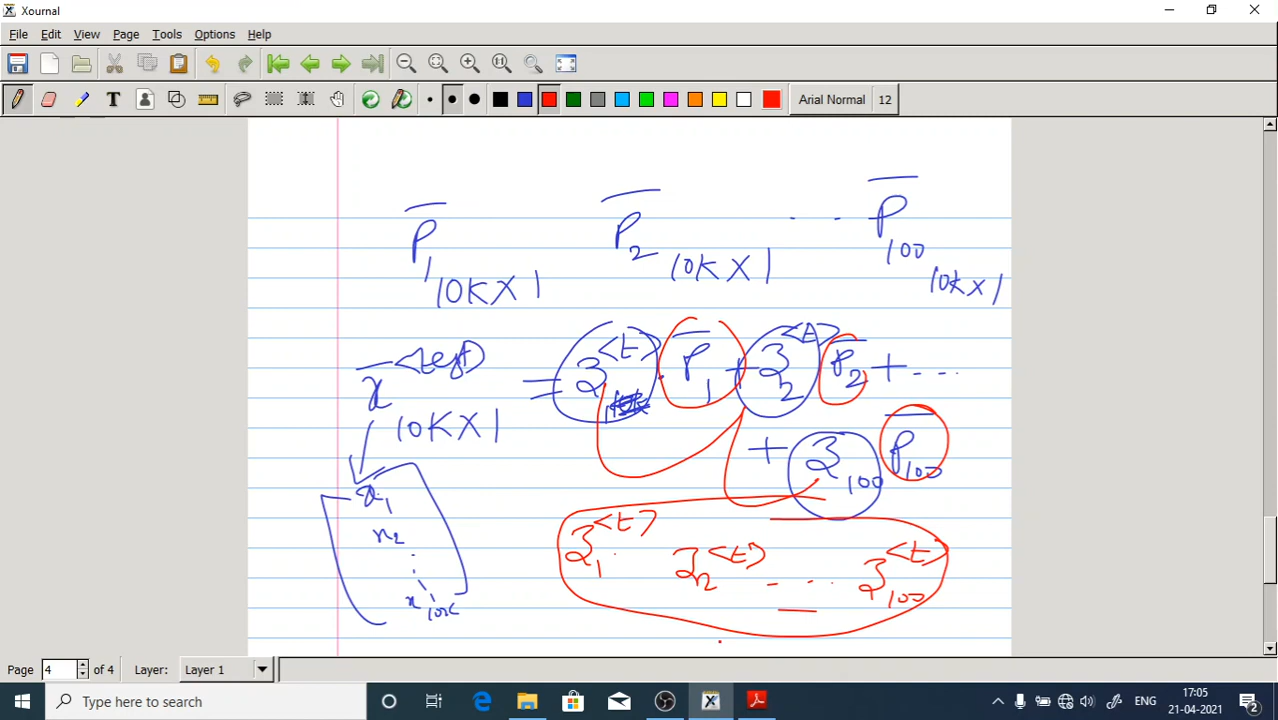 Xournal
File Edit View Page Tools Options Help
Arial Normal 12
P̄₁ P̄₂ . . P̄₁₀₀
10K X 1 10K X 1 10K X 1
x̄<test> = z₁<t> . P̄₁ + z₂<t> P̄₂ + ...
10K X 1
+ z₁₀₀ P̄₁₀₀
x₁
x₂
.
.
x₁₀ₖ
z₁<t> z₂<t> - ... z₁₀₀<t>
Page 4 of 4 Layer: Layer 1
Type here to search
ENG
17:05
21-04-2021
2